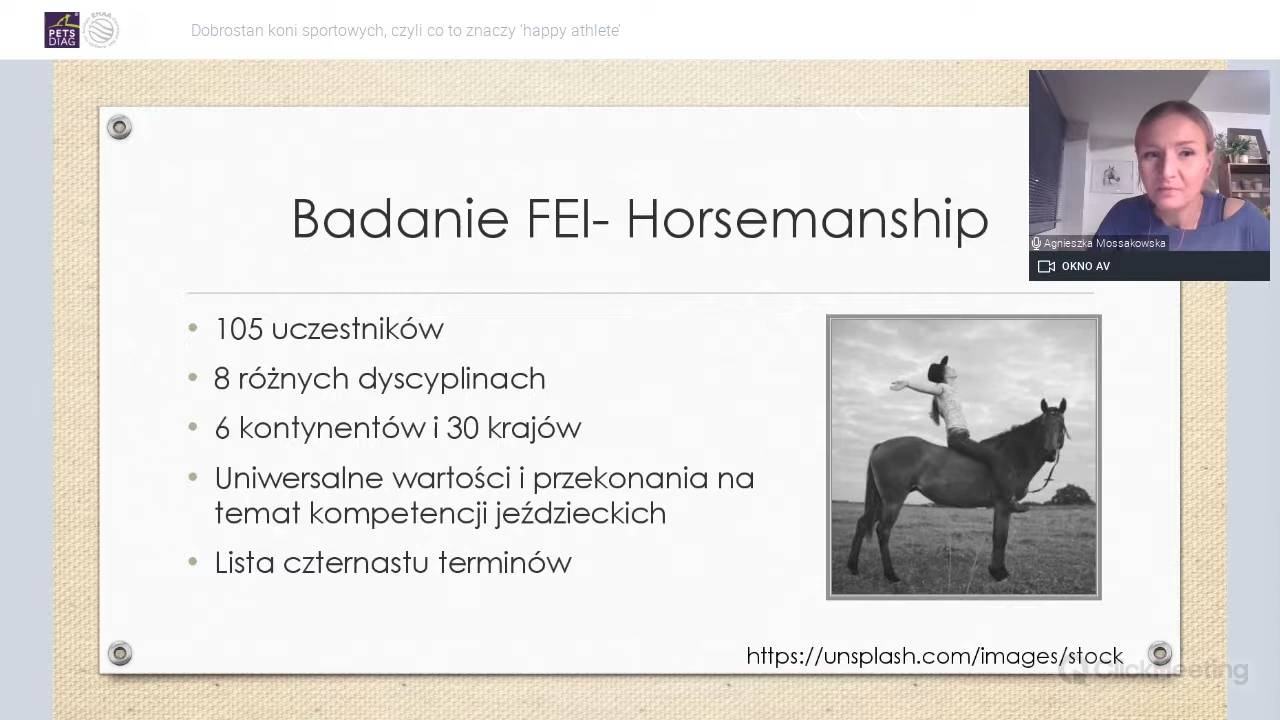 PETS
DIAG
Dobrostan koni sportowych, czyli co to znaczy 'happy athlete'
Badanie FEI- Horsemanship
Agnieszka Mossakowska
OKNO AV
• 105 uczestników
• 8 różnych dyscyplinach
• 6 kontynentów i 30 krajów
• Uniwersalne wartości i przekonania na
temat kompetencji jeździeckich
• Lista czternastu terminów
https://unsplash.com/images/stock
ClickMeeting